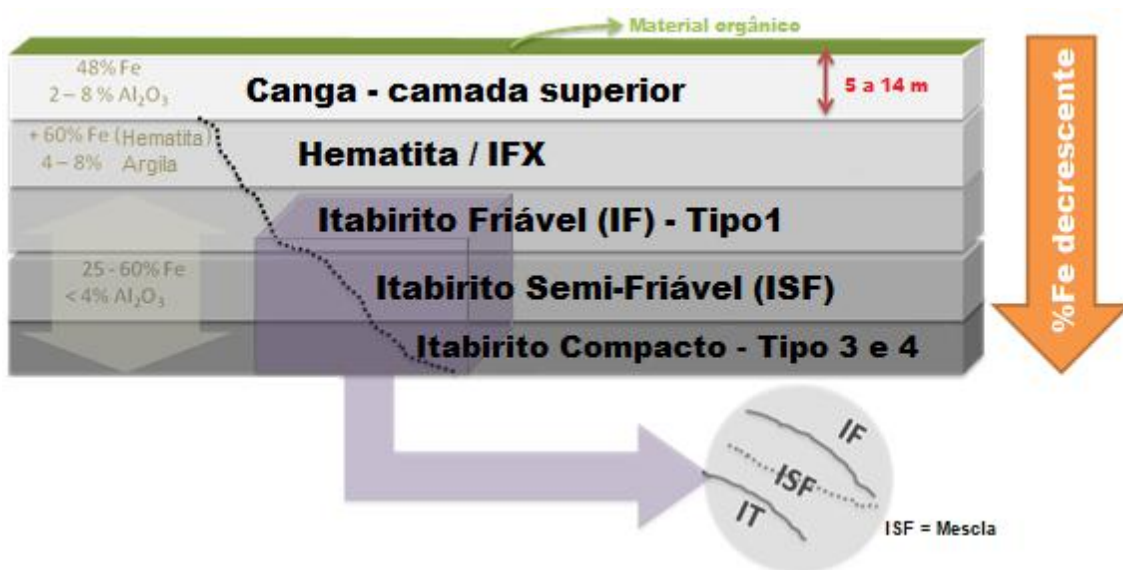 Material orgânico
48% Fe
2 – 8 % Al₂O₃
Canga - camada superior
5 a 14 m
+ 60% Fe (Hematita)
4 – 8% Argila
Hematita / IFX
Itabirito Friável (IF) - Tipo1
25 - 60% Fe
< 4% Al₂O₃
Itabirito Semi-Friável (ISF)
Itabirito Compacto - Tipo 3 e 4
%Fe decrescente
IF
ISF
IT
ISF = Mescla